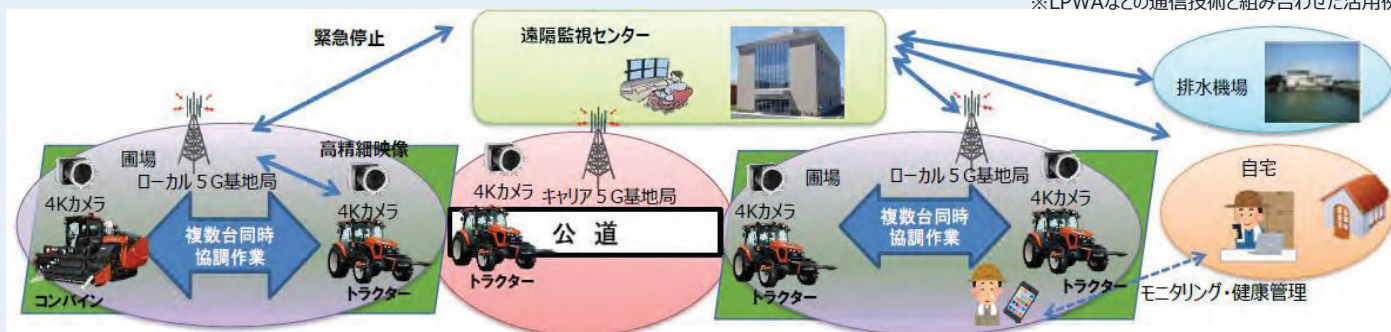 ※LPWAなどの通信技術と組み合わせた活用
緊急停止
遠隔監視センター
排水機場
圃場
ローカル５G基地局
高精細映像
4Kカメラ
4Kカメラ
複数台同時
協調作業
コンバイン
トラクター
4Kカメラ
キャリア５G基地局
公 道
トラクター
圃場
ローカル５G基地局
4Kカメラ
4Kカメラ
複数台同時
協調作業
トラクター
トラクター
自宅
モニタリング・健康管理